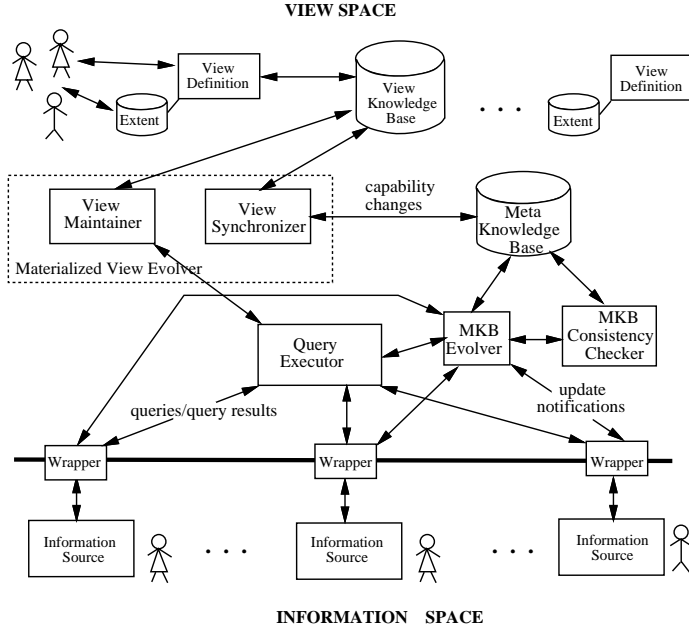 VIEW SPACE
View
Definition
View
Knowledge
Base
View
Definition
Extent
. . .
Extent
View
Maintainer
View
Synchronizer
capability
changes
Meta
Knowledge
Base
Materialized View Evolver
Query
Executor
MKB
Evolver
MKB
Consistency
Checker
queries/query results
update
notifications
Wrapper
Wrapper
Wrapper
Information
Source
. . .
Information
Source
. . .
Information
Source
INFORMATION SPACE